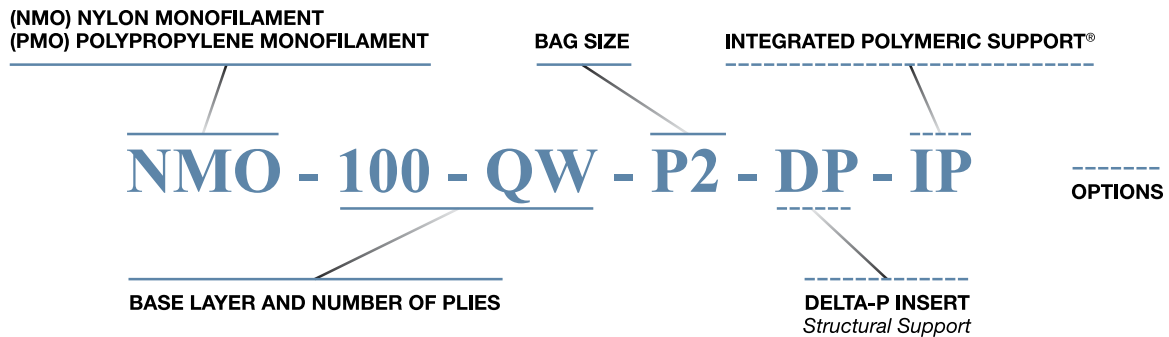 (NMO) NYLON MONOFILAMENT
(PMO) POLYPROPYLENE MONOFILAMENT
BAG SIZE
INTEGRATED POLYMERIC SUPPORT®
NMO - 100 - QW - P2 - DP - IP
OPTIONS
BASE LAYER AND NUMBER OF PLIES
DELTA-P INSERT
Structural Support